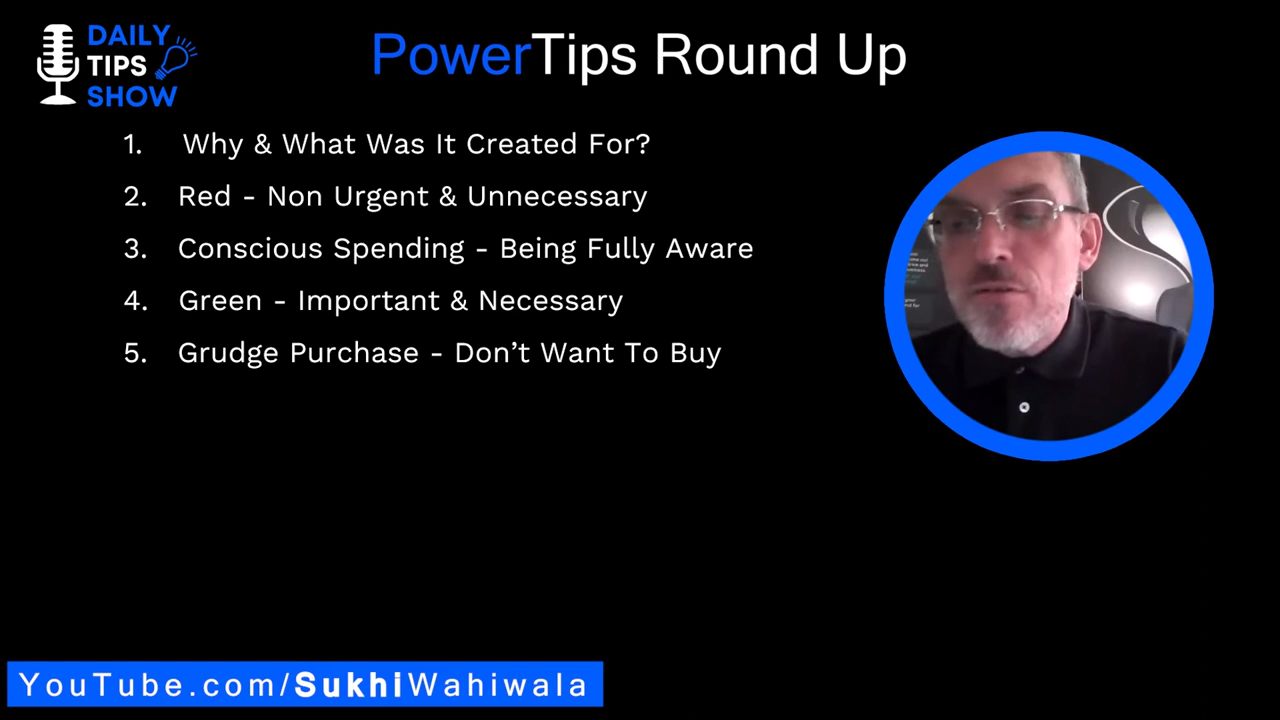 DAILY
TIPS
SHOW
PowerTips Round Up
1. Why & What Was It Created For?
2. Red - Non Urgent & Unnecessary
3. Conscious Spending - Being Fully Aware
4. Green - Important & Necessary
5. Grudge Purchase - Don’t Want To Buy
YouTube.com/SukhiWahiwala